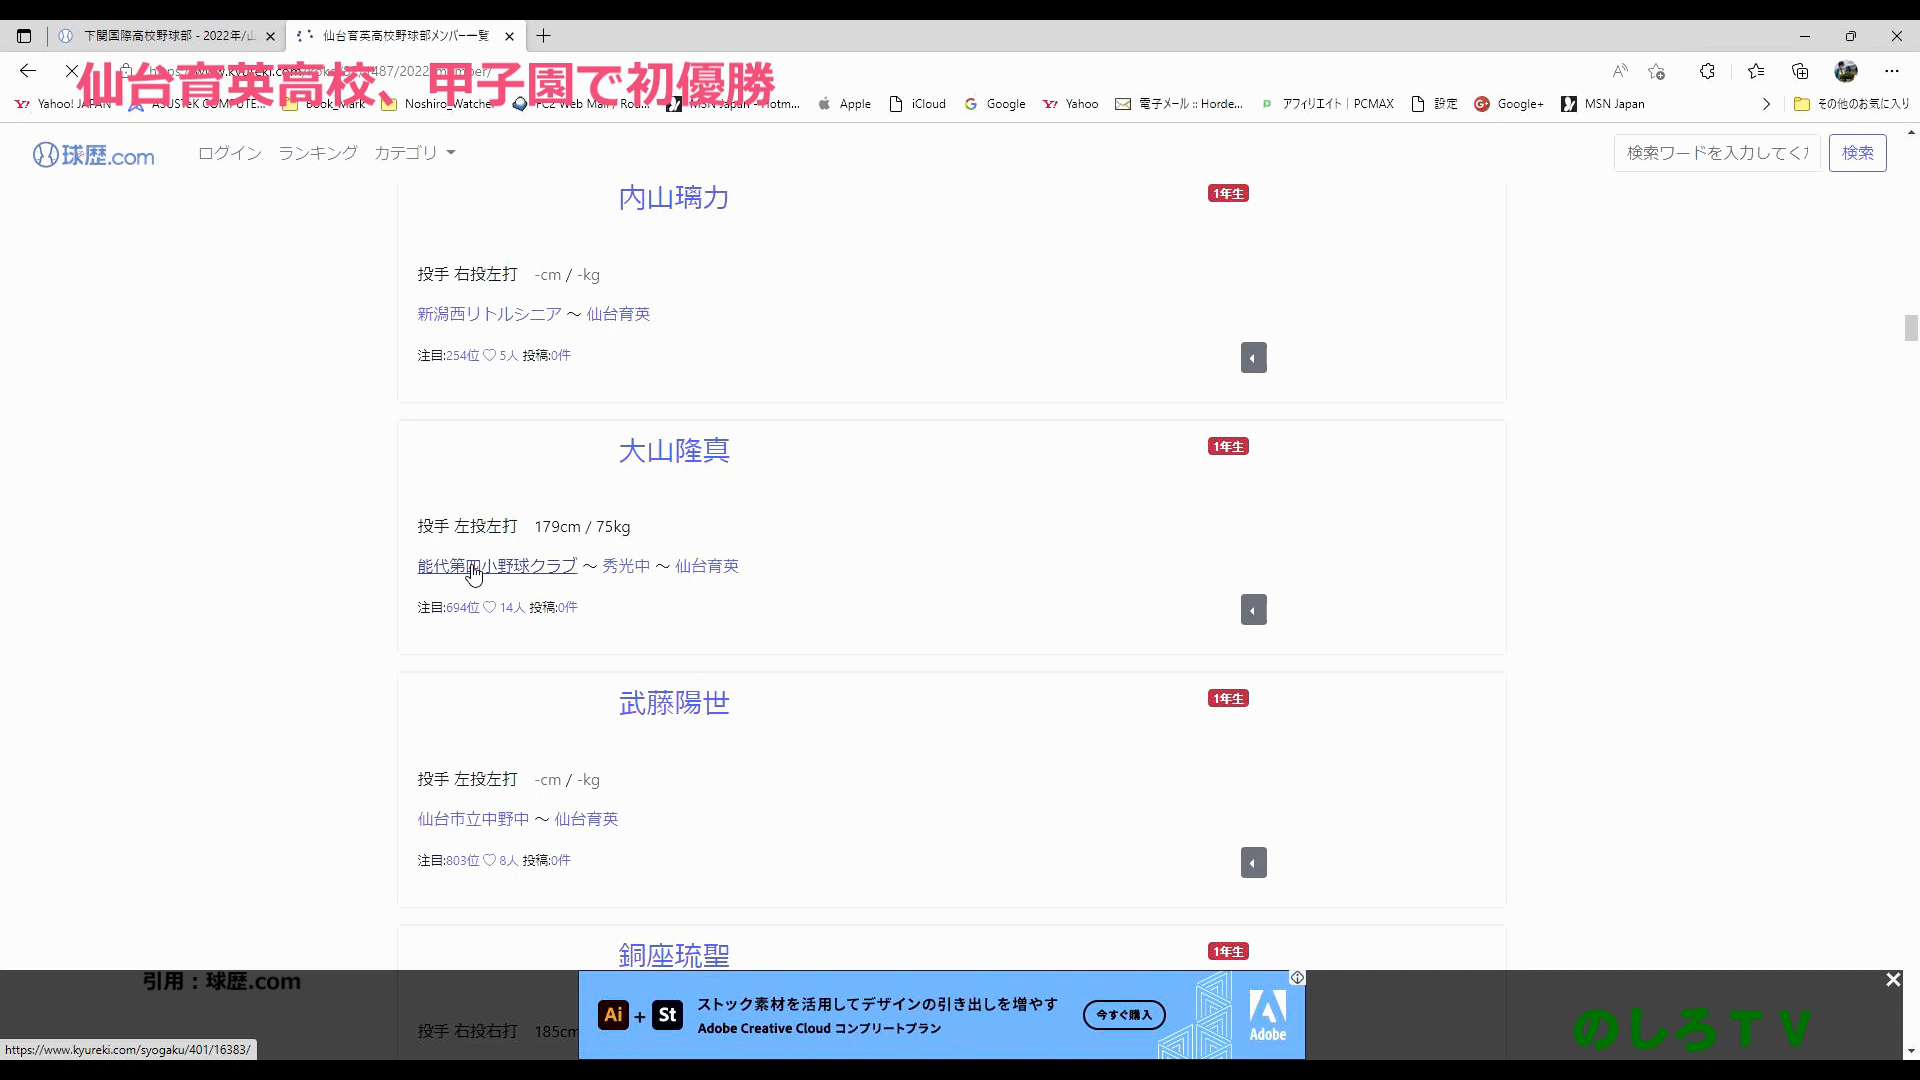 下関国際高校野球部 - 2022年/山
仙台育英高校野球部メンバー一覧
仙台育英高校、甲子園で初優勝
Yahoo! JAPAN
ASUSTeK COMPUTE...
Book_Mark
Noshiro_Watcher
FC2 Web Mail / Rou...
MSN Japan - Hotm...
Apple
iCloud
Google
Yahoo
電子メール :: Horde...
アフィリエイト | PCMAX
設定
Google+
MSN Japan
その他のお気に入り
球歴.com
ログイン ランキング カテゴリ
検索ワードを入力してくだ
検索
内山璃力
1年生
投手 右投左打 -cm / -kg
新潟西リトルシニア 〜 仙台育英
注目:254位 ♡ 5人 投稿:0件
大山隆真
1年生
投手 左投左打 179cm / 75kg
能代第四小野球クラブ 〜 秀光中 〜 仙台育英
注目:694位 ♡ 14人 投稿:0件
武藤陽世
1年生
投手 左投左打 -cm / -kg
仙台市立中野中 〜 仙台育英
注目:803位 ♡ 8人 投稿:0件
銅座琉聖
1年生
引用：球歴.com
投手 右投右打 185cm
Ai + St
ストック素材を活用してデザインの引き出しを増やす
Adobe Creative Cloud コンプリートプラン
今すぐ購入
Adobe
のしろTV
https://www.kyureki.com/syogaku/401/16383/